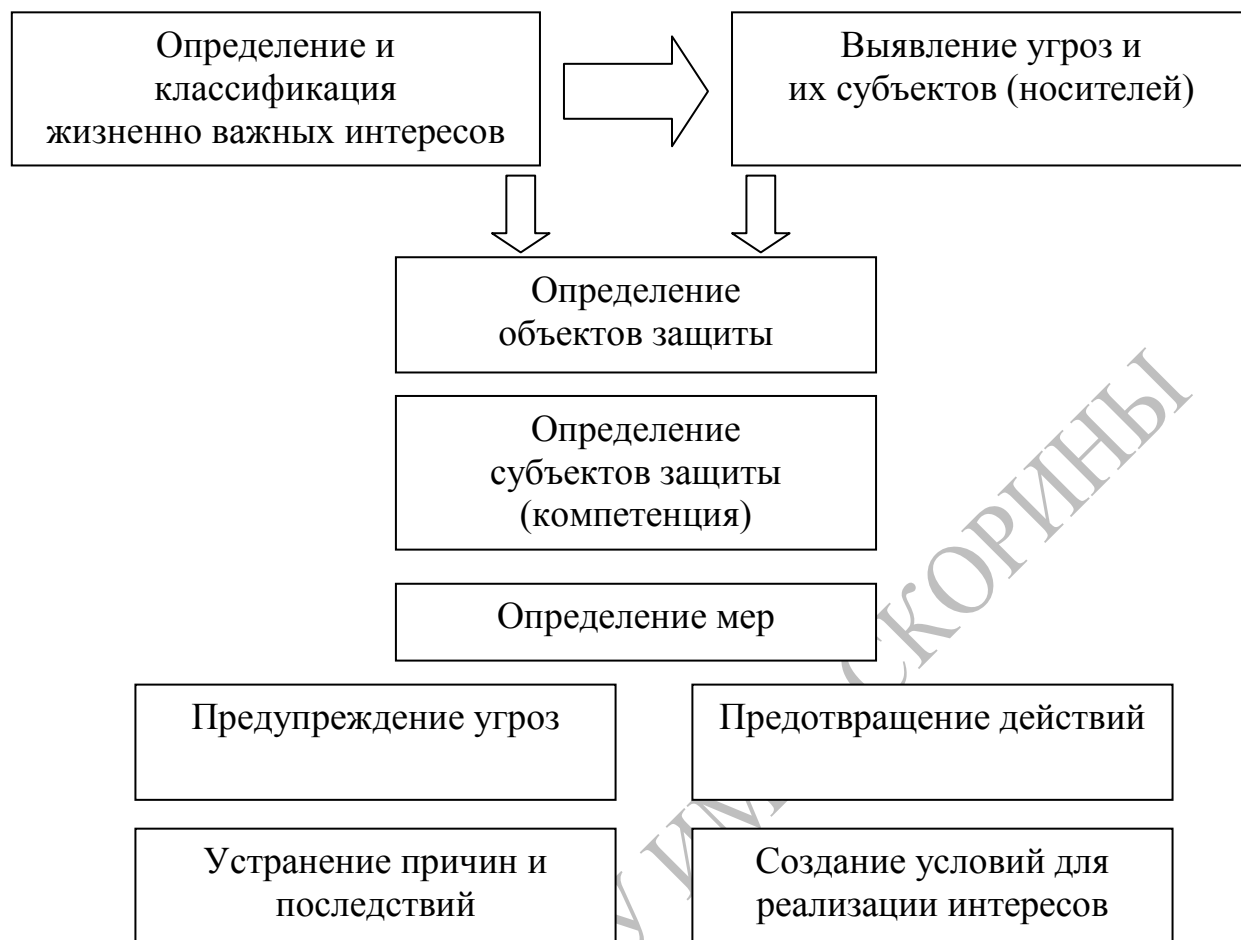 Определение и
классификация
жизненно важных интересов
Выявление угроз и
их субъектов (носителей)
Определение
объектов защиты
Определение
субъектов защиты
(компетенция)
Определение мер
Предупреждение угроз
Предотвращение действий
Устранение причин и
последствий
Создание условий для
реализации интересов
СКОРИНЫ